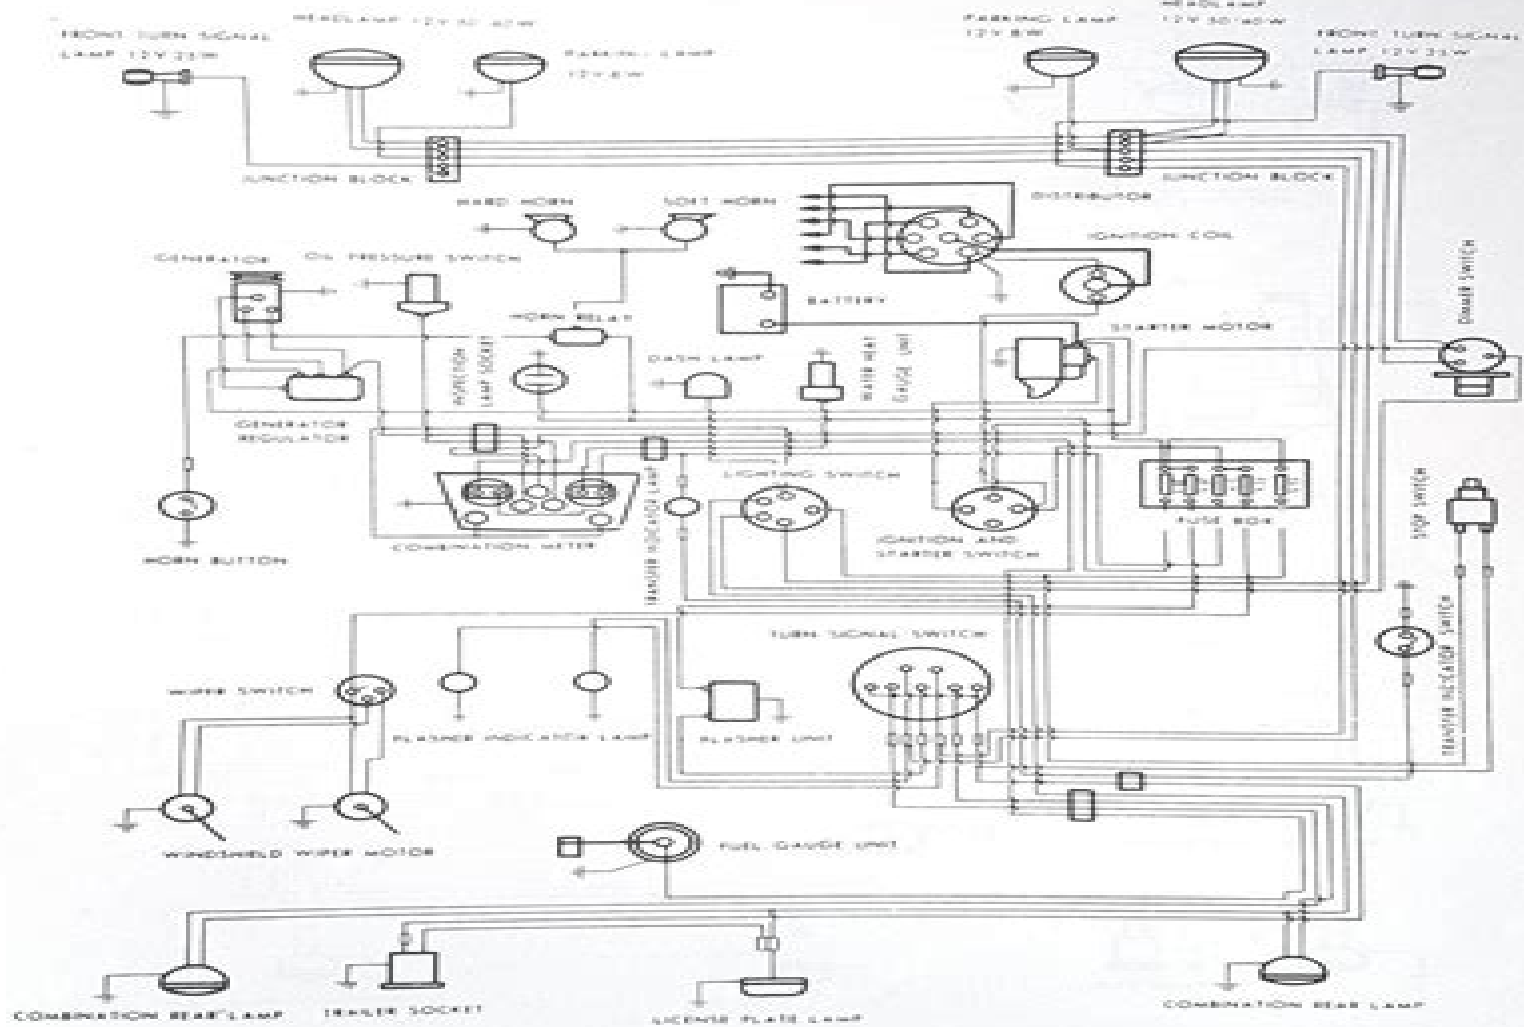 HEADLAMP 12V 50/40W
FRONT TURN SIGNAL
LAMP 12V 25W
PARKING LAMP
12V 8W
HEADLAMP
12V 50/40W
PARKING LAMP
12V 8W
FRONT TURN SIGNAL
LAMP 12V 25W
JUNCTION BLOCK
JUNCTION BLOCK
HARD HORN
SOFT HORN
DISTRIBUTOR
IGNITION COIL
GENERATOR
OIL PRESSURE SWITCH
BATTERY
DIMMER SWITCH
HORN RELAY
STARTER MOTOR
INSPECTION
LAMP SOCKET
DASH LAMP
WATER HEAT
GAUGE UNIT
GENERATOR
REGULATOR
LIGHTING SWITCH
FUSE BOX
STOP SWITCH
COMBINATION METER
TRANSFER INDICATOR LAMP
IGNITION AND
STARTER SWITCH
HORN BUTTON
TURN SIGNAL SWITCH
TRANSFER INDICATOR SWITCH
WIPER SWITCH
FLASHER INDICATOR LAMP
FLASHER UNIT
WINDSHIELD WIPER MOTOR
FUEL GAUGE UNIT
COMBINATION REAR LAMP
TRAILER SOCKET
LICENSE PLATE LAMP
COMBINATION REAR LAMP